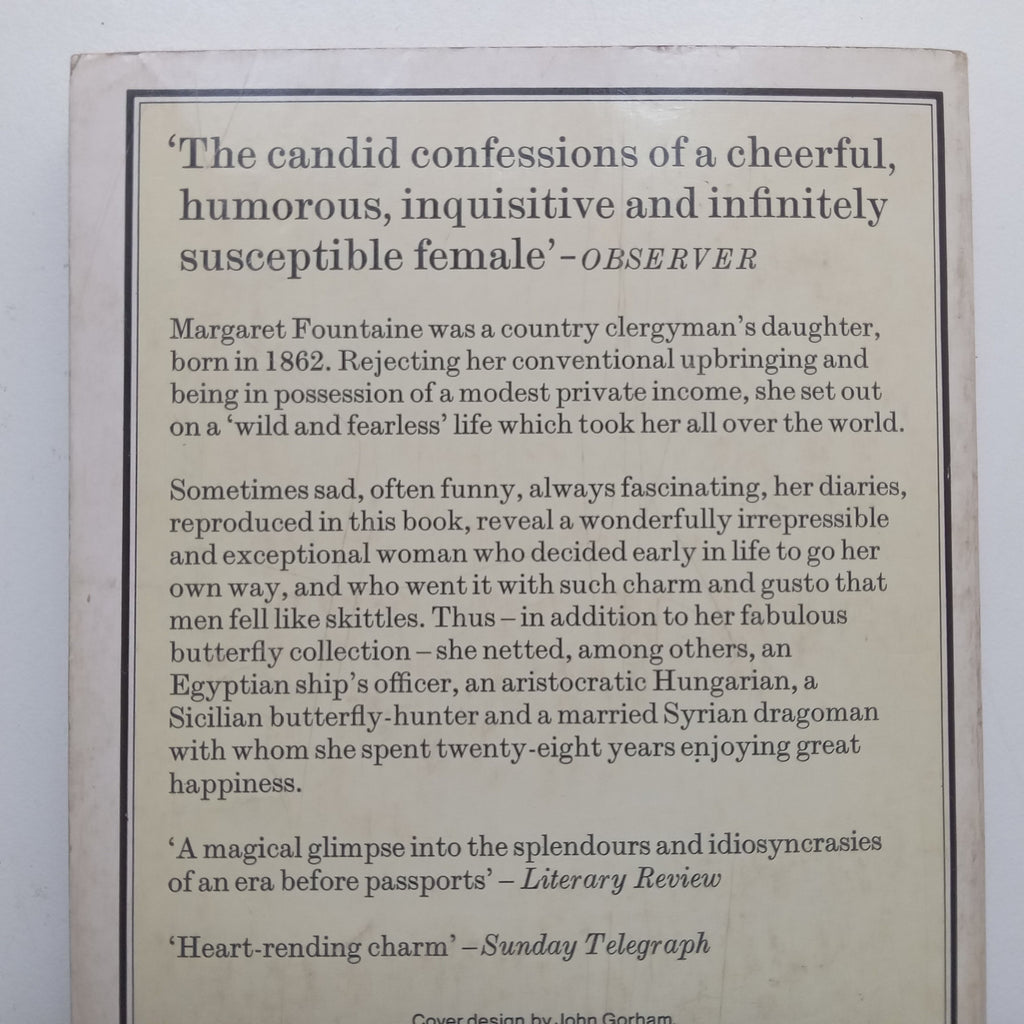 ‘The candid confessions of a cheerful,
humorous, inquisitive and infinitely
susceptible female’ – OBSERVER
Margaret Fountaine was a country clergyman’s daughter,
born in 1862. Rejecting her conventional upbringing and
being in possession of a modest private income, she set out
on a ‘wild and fearless’ life which took her all over the world.
Sometimes sad, often funny, always fascinating, her diaries,
reproduced in this book, reveal a wonderfully irrepressible
and exceptional woman who decided early in life to go her
own way, and who went it with such charm and gusto that
men fell like skittles. Thus – in addition to her fabulous
butterfly collection – she netted, among others, an
Egyptian ship’s officer, an aristocratic Hungarian, a
Sicilian butterfly-hunter and a married Syrian dragoman
with whom she spent twenty-eight years enjoying great
happiness.
‘A magical glimpse into the splendours and idiosyncrasies
of an era before passports’ – Literary Review
‘Heart-rending charm’ – Sunday Telegraph
Cover design by John Gorham.